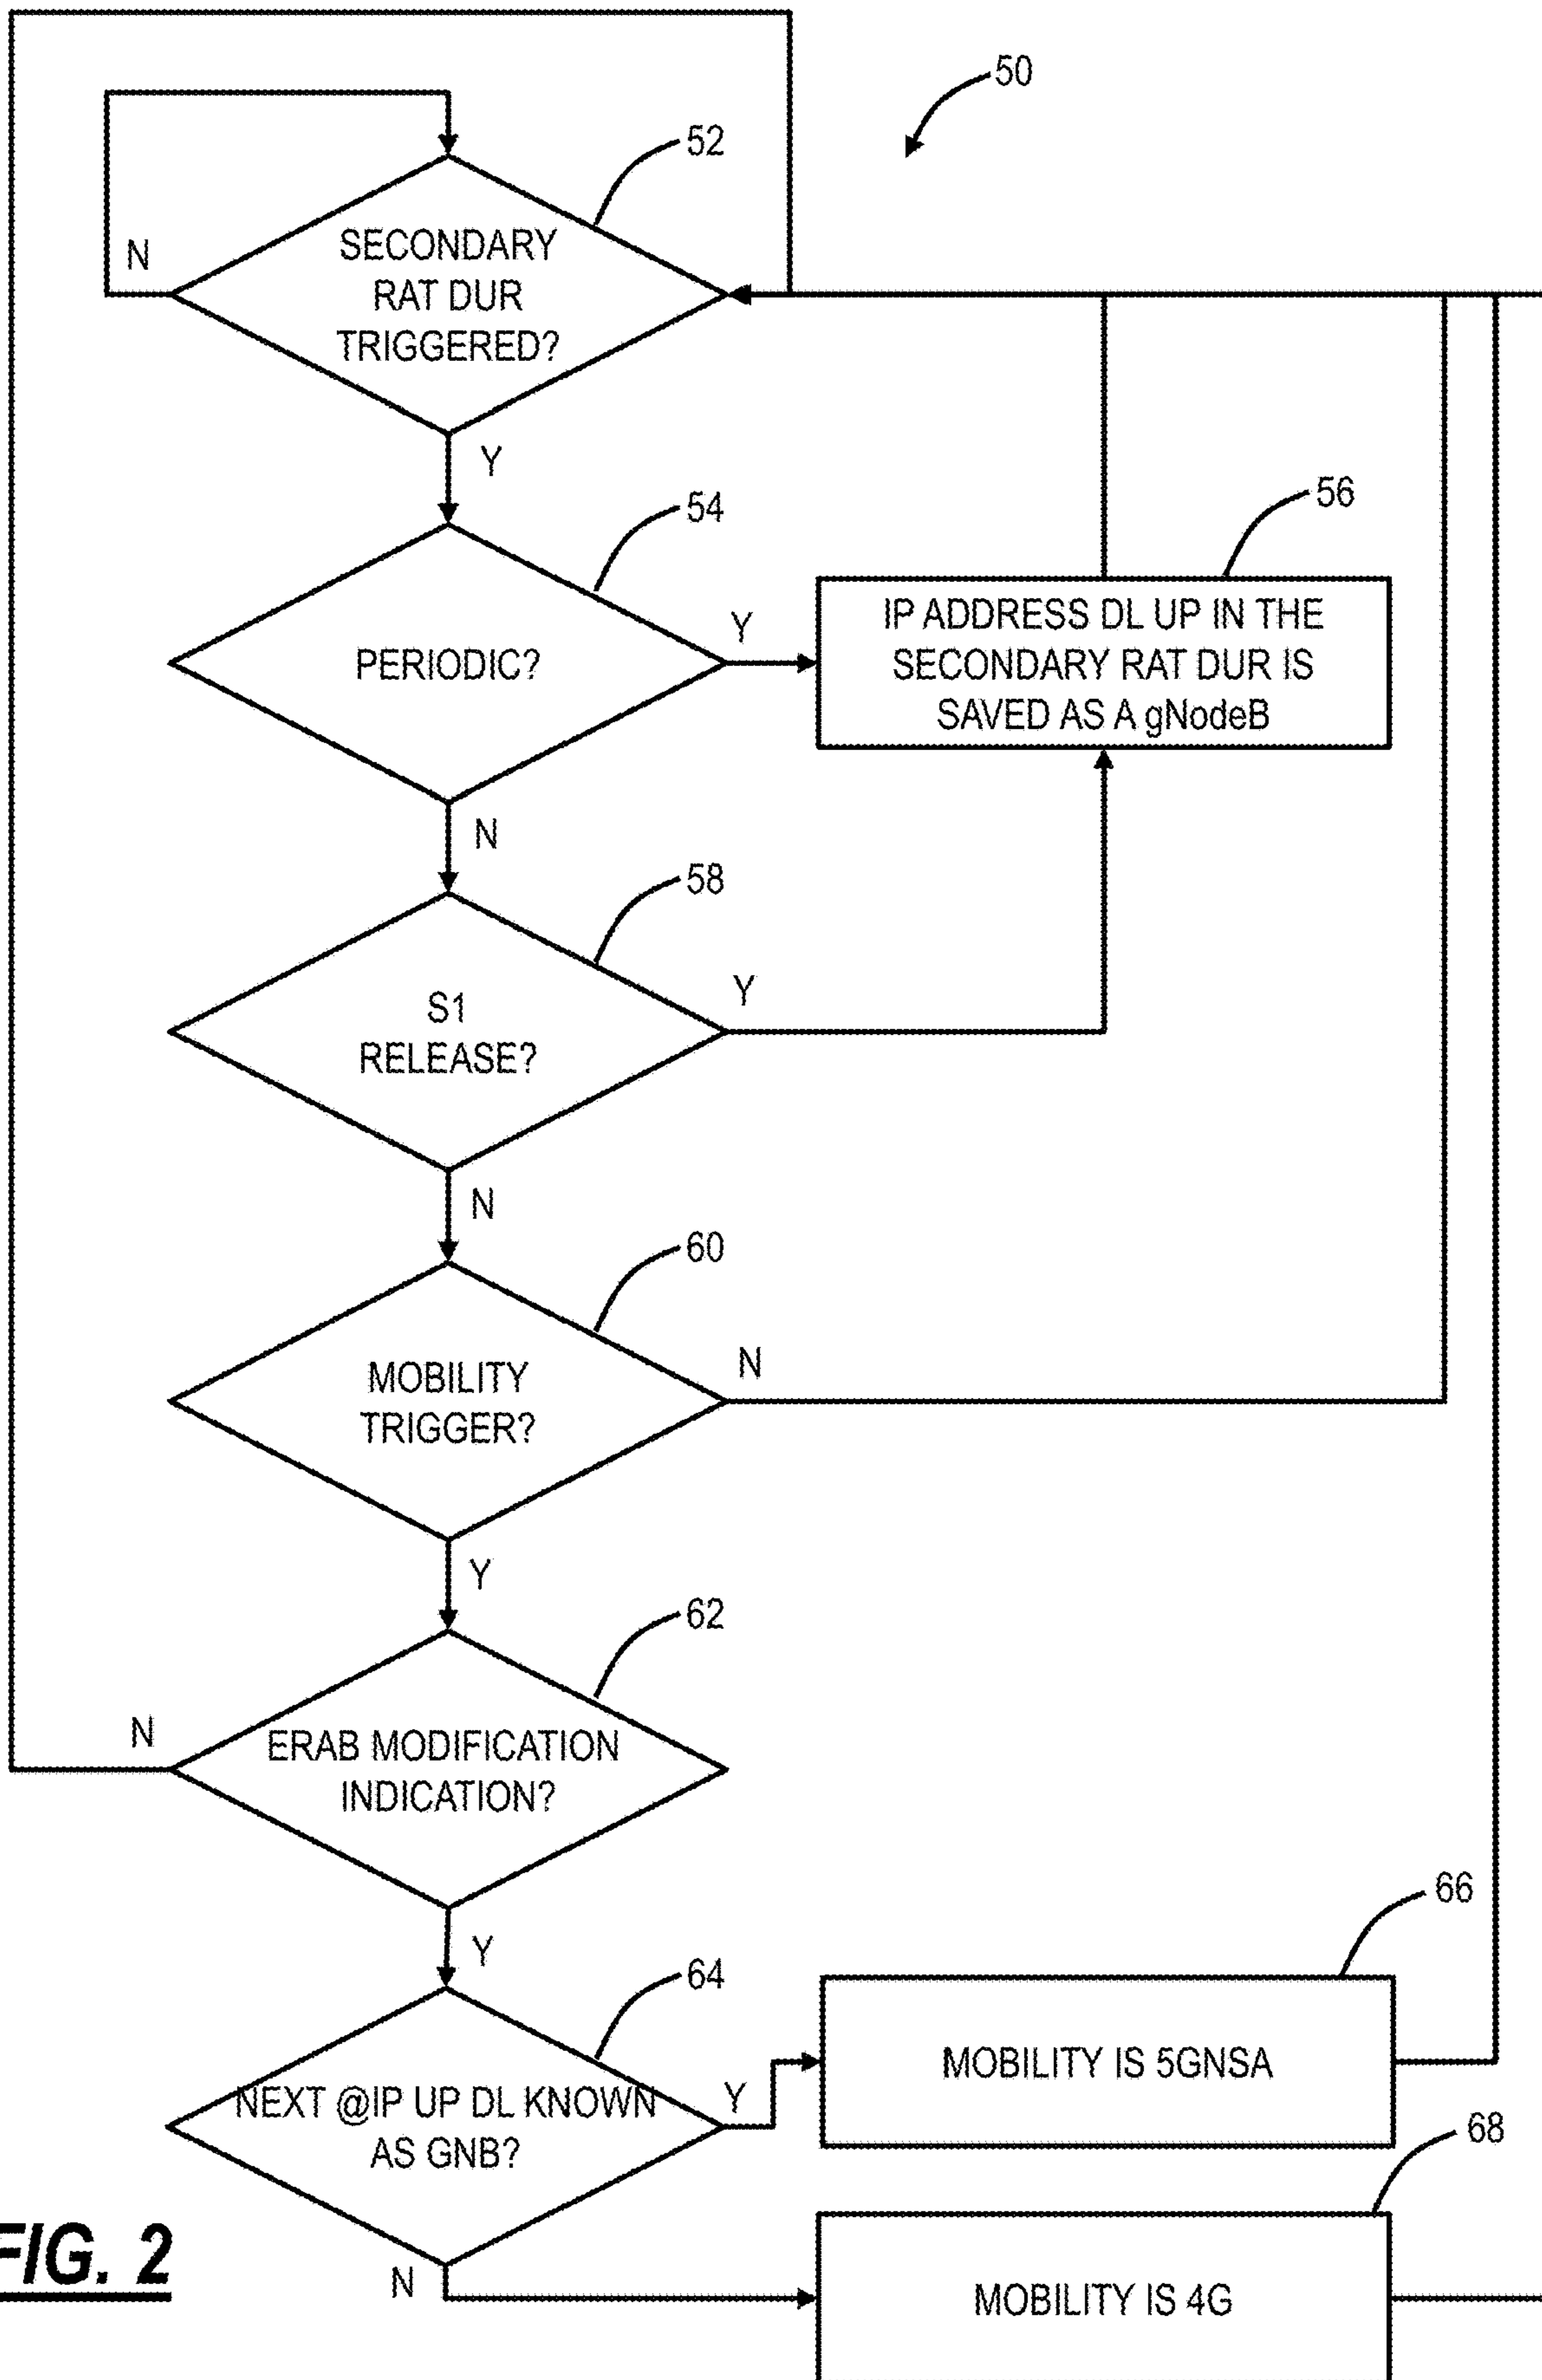 50
52
SECONDARY
RAT DUR
TRIGGERED?
N
Y
54
PERIODIC?
Y
56
IP ADDRESS DL UP IN THE
SECONDARY RAT DUR IS
SAVED AS A gNodeB
N
58
S1
RELEASE?
Y
N
60
MOBILITY
TRIGGER?
N
Y
62
ERAB MODIFICATION
INDICATION?
N
Y
64
NEXT @IP UP DL KNOWN
AS GNB?
Y
66
MOBILITY IS 5GNSA
N
68
MOBILITY IS 4G
FIG. 2